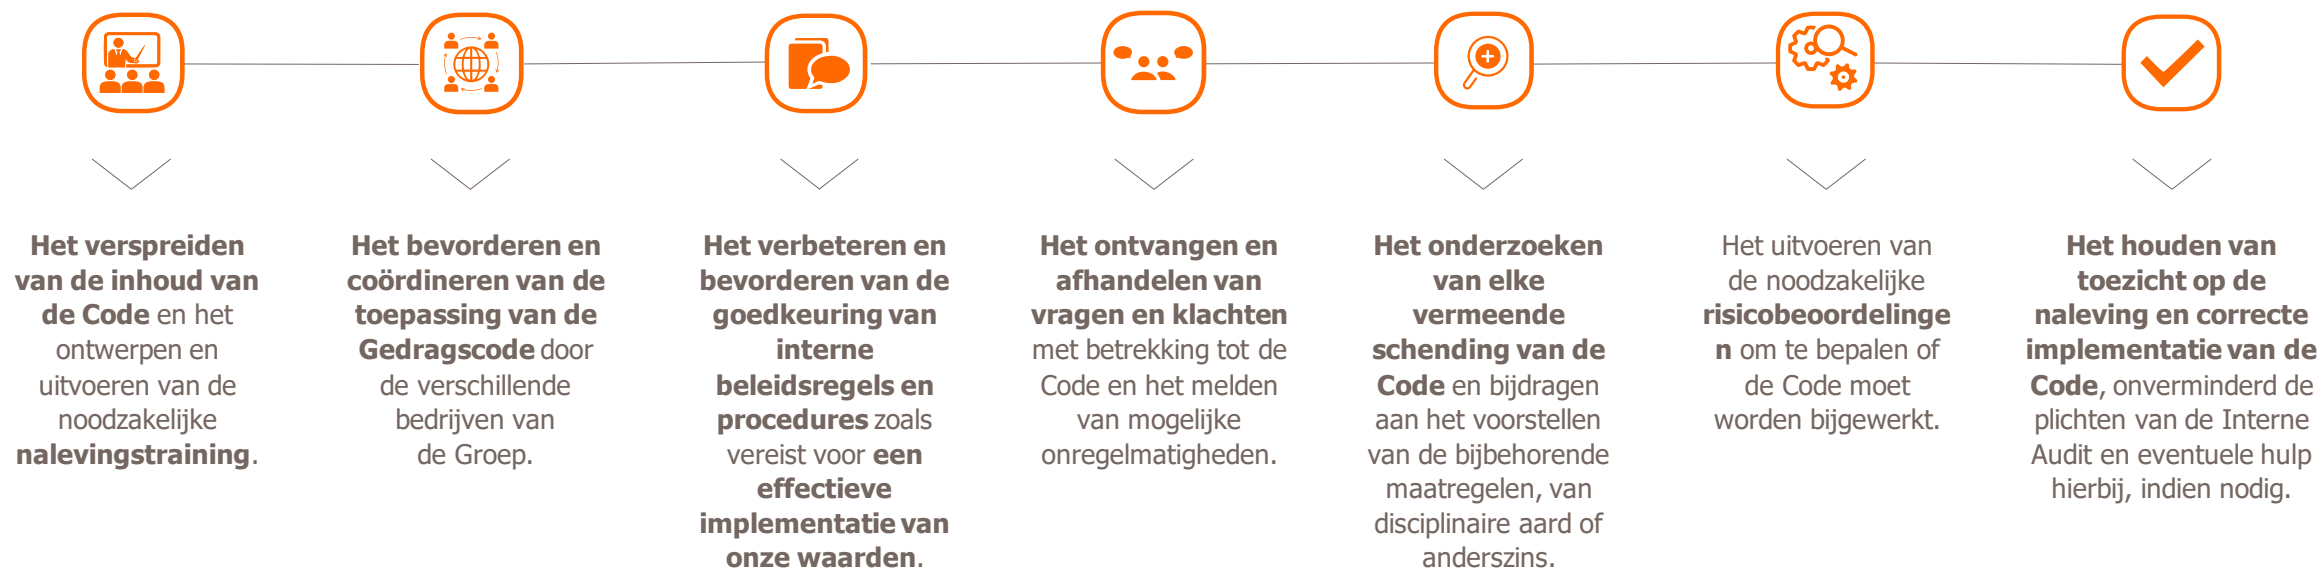 Het verspreiden
van de inhoud van
de Code en het
ontwerpen en
uitvoeren van de
noodzakelijke
nalevingstraining.
Het bevorderen en
coördineren van de
toepassing van de
Gedragscode door
de verschillende
bedrijven van
de Groep.
Het verbeteren en
bevorderen van de
goedkeuring van
interne
beleidsregels en
procedures zoals
vereist voor een
effectieve
implementatie van
onze waarden.
Het ontvangen en
afhandelen van
vragen en klachten
met betrekking tot de
Code en het melden
van mogelijke
onregelmatigheden.
Het onderzoeken
van elke
vermeende
schending van de
Code en bijdragen
aan het voorstellen
van de bijbehorende
maatregelen, van
disciplinaire aard of
anderszins.
Het uitvoeren van
de noodzakelijke
risicobeoordelinge
n om te bepalen of
de Code moet
worden bijgewerkt.
Het houden van
toezicht op de
naleving en correcte
implementatie van de
Code, onverminderd de
plichten van de Interne
Audit en eventuele hulp
hierbij, indien nodig.